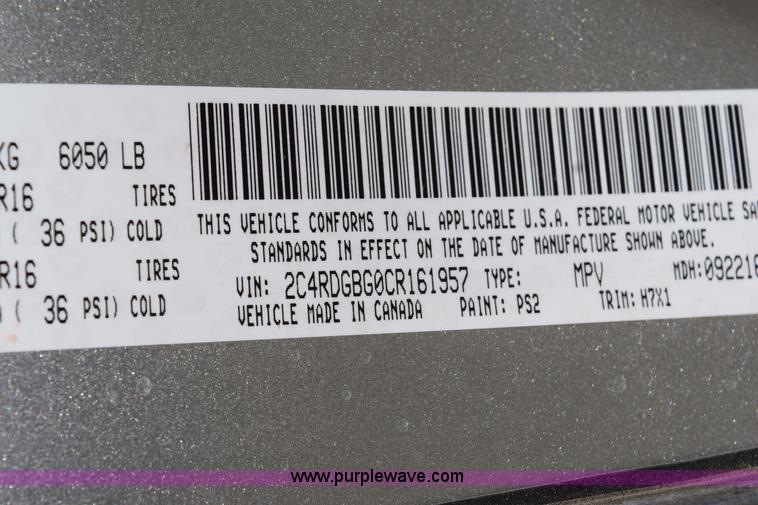 KG 6050 LB
R16 TIRES
( 36 PSI) COLD
R16 TIRES
( 36 PSI) COLD
THIS VEHICLE CONFORMS TO ALL APPLICABLE U.S.A. FEDERAL MOTOR VEHICLE
STANDARDS IN EFFECT ON THE DATE OF MANUFACTURE SHOWN ABOVE.
VIN: 2C4RDGBG0CR161957 TYPE: MPV MDH:092216
VEHICLE MADE IN CANADA PAINT: PS2 TRIM: H7X1
www.purplewave.com